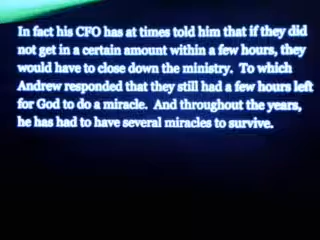 In fact his CFO has at times told him that if they did
not get in a certain amount within a few hours, they
would have to close down the ministry.  To which
Andrew responded that they still had a few hours left
for God to do a miracle.  And throughout the years,
he has had to have several miracles to survive.